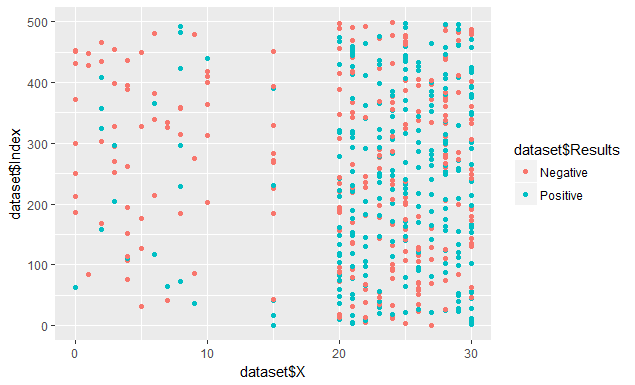 500
400
300
200
100
0
dataset$Index
0
10
20
30
dataset$X
dataset$Results
Negative
Positive